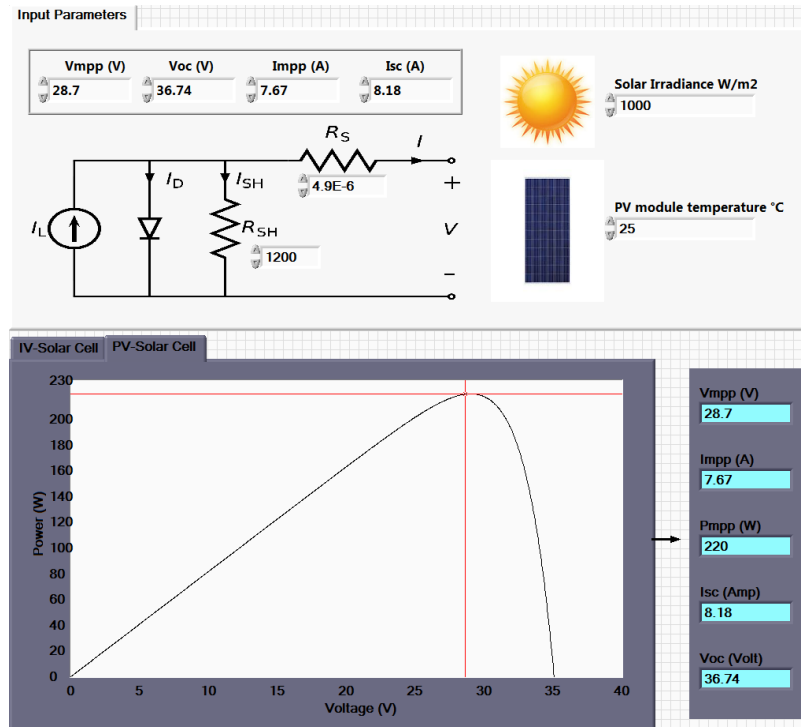 Input Parameters
Vmpp (V) Voc (V) Impp (A) Isc (A)
28.7 36.74 7.67 8.18
Solar Irradiance W/m2
1000
RS I
4.9E-6
ID ISH
+
IL RSH V
1200
−
PV module temperature °C
25
IV-Solar Cell PV-Solar Cell
230
220
200
180
160
140
120
100
80
60
40
20
0
Power (W)
0 5 10 15 20 25 30 35 40
Voltage (V)
Vmpp (V)
28.7
Impp (A)
7.67
Pmpp (W)
220
Isc (Amp)
8.18
Voc (Volt)
36.74